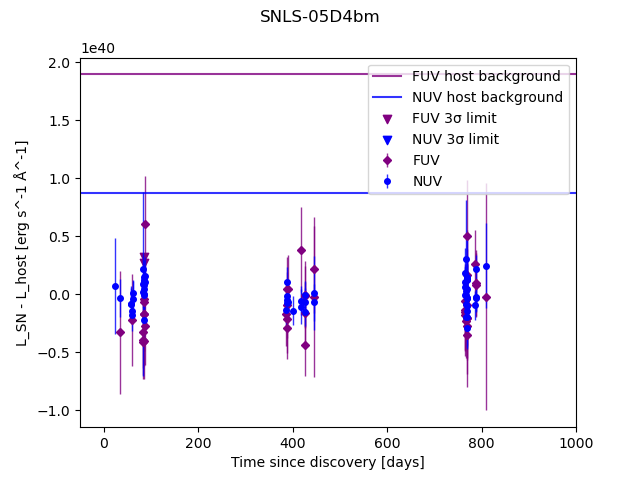 SNLS-05D4bm
1e40
2.0
1.5
1.0
0.5
0.0
−0.5
−1.0
L_SN - L_host [erg s^-1 Å^-1]
FUV host background
NUV host background
FUV 3σ limit
NUV 3σ limit
FUV
NUV
0 200 400 600 800 1000
Time since discovery [days]